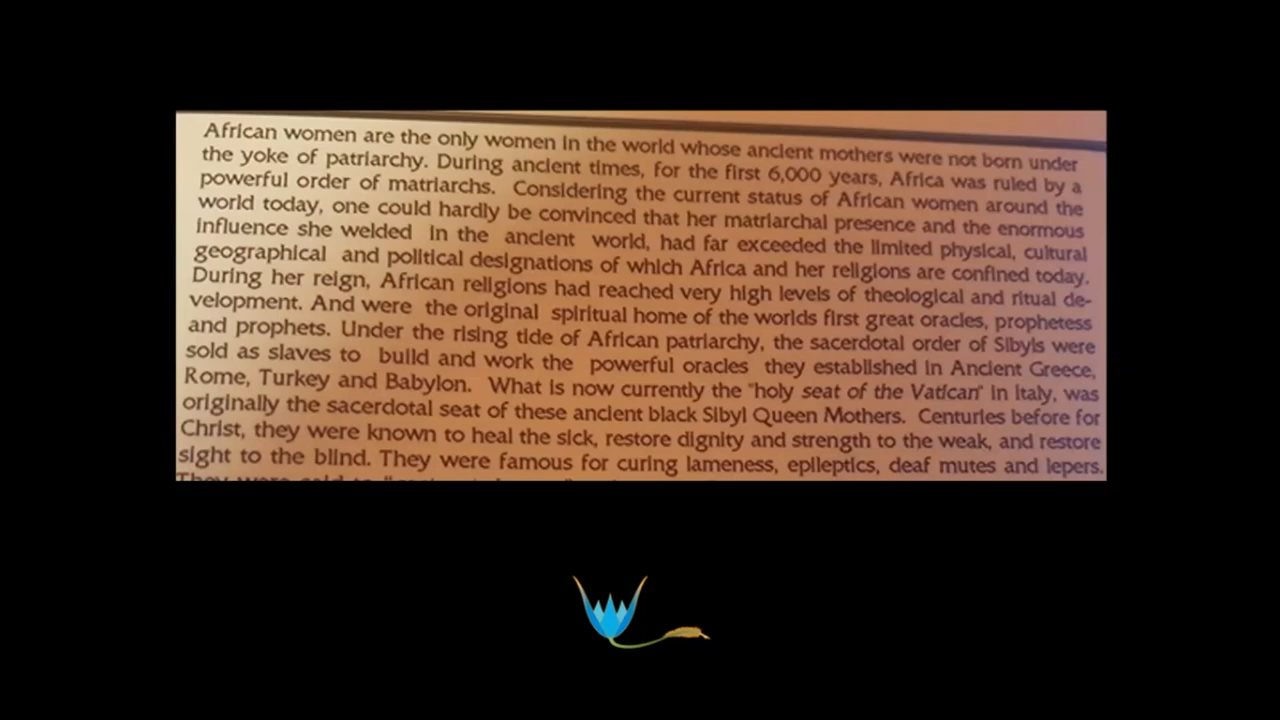 African women are the only women in the world whose ancient mothers were not born under
the yoke of patriarchy. During ancient times, for the first 6,000 years, Africa was ruled by a
powerful order of matriarchs. Considering the current status of African women around the
world today, one could hardly be convinced that her matriarchal presence and the enormous
influence she welded in the ancient world, had far exceeded the limited physical, cultural
geographical and political designations of which Africa and her religions are confined today.
During her reign, African religions had reached very high levels of theological and ritual de-
velopment. And were the original spiritual home of the worlds first great oracles, prophetess
and prophets. Under the rising tide of African patriarchy, the sacerdotal order of Sibyls were
sold as slaves to build and work the powerful oracles they established in Ancient Greece,
Rome, Turkey and Babylon. What is now currently the "holy seat of the Vatican" in Italy, was
originally the sacerdotal seat of these ancient black Sibyl Queen Mothers. Centuries before for
Christ, they were known to heal the sick, restore dignity and strength to the weak, and restore
sight to the blind. They were famous for curing lameness, epileptics, deaf mutes and lepers.